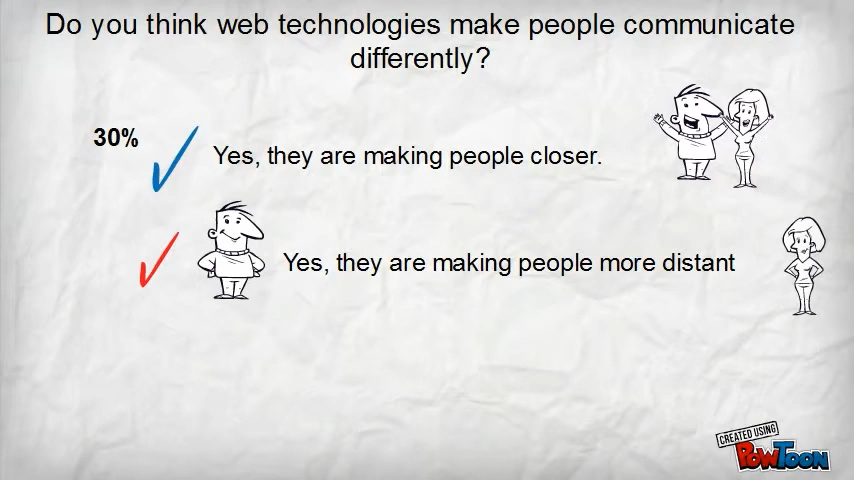 Do you think web technologies make people communicate
differently?
30%
Yes, they are making people closer.
Yes, they are making people more distant
CREATED USING
POWTOON